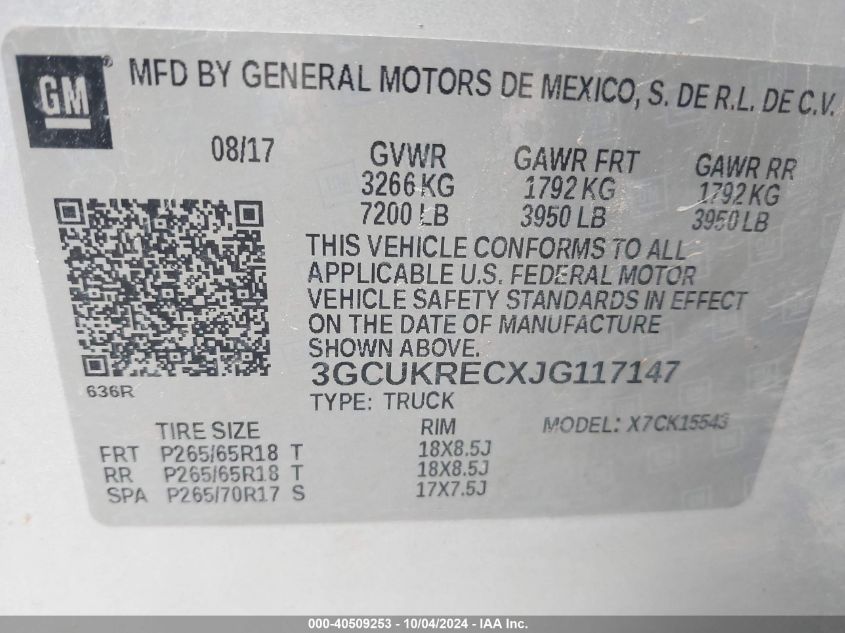 GM ® MFD BY GENERAL MOTORS DE MEXICO, S. DE R.L. DE C.V.
08/17 GVWR GAWR FRT GAWR RR
3266 KG 1792 KG 1792 KG
7200 LB 3950 LB 3950 LB
THIS VEHICLE CONFORMS TO ALL
APPLICABLE U.S. FEDERAL MOTOR
VEHICLE SAFETY STANDARDS IN EFFECT
ON THE DATE OF MANUFACTURE
SHOWN ABOVE.
3GCUKRECXJG117147
636R
TYPE: TRUCK
TIRE SIZE RIM MODEL: X7CK15543
FRT P265/65R18 T 18X8.5J
RR P265/65R18 T 18X8.5J
SPA P265/70R17 S 17X7.5J
000-40509253 - 10/04/2024 - IAA Inc.